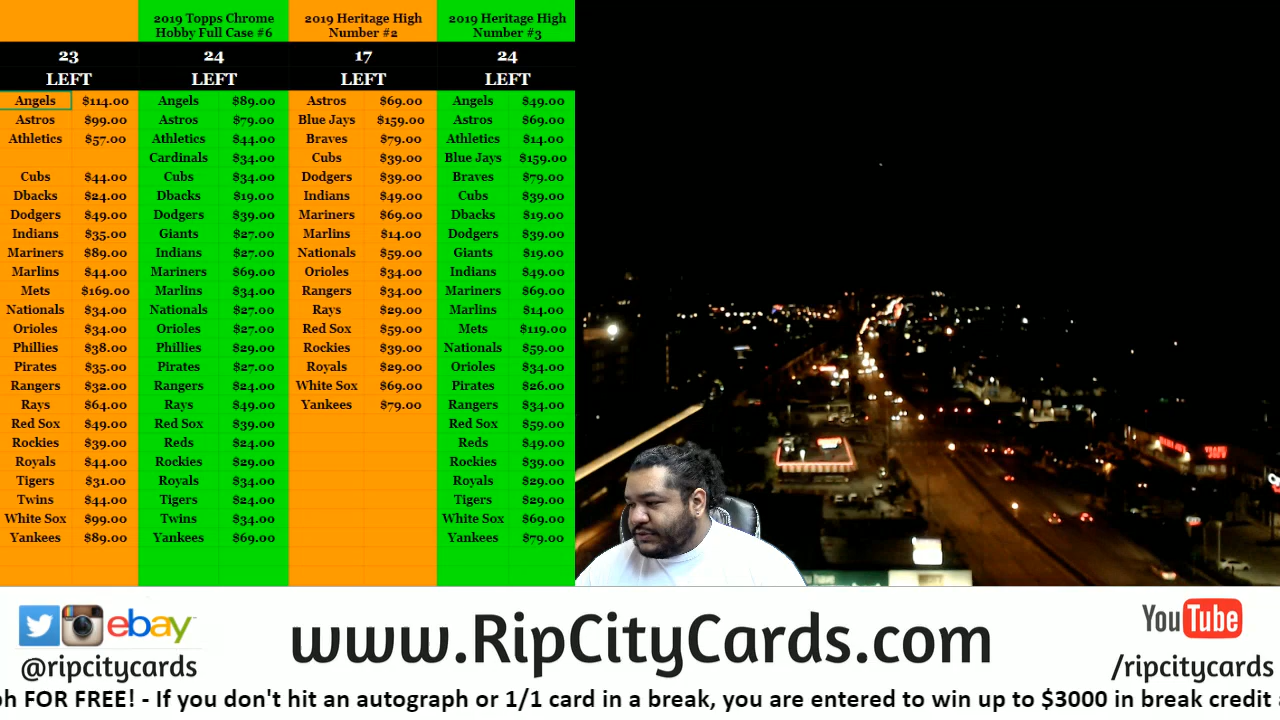 2019 Topps Chrome Hobby Full Case #6
2019 Heritage High Number #2
2019 Heritage High Number #3
23 24 17 24
LEFT LEFT LEFT LEFT
Angels $114.00 Angels $89.00 Astros $69.00 Angels $49.00
Astros $99.00 Astros $79.00 Blue Jays $159.00 Astros $69.00
Athletics $57.00 Athletics $44.00 Braves $79.00 Athletics $14.00
Cardinals $34.00 Cubs $39.00 Blue Jays $159.00
Cubs $44.00 Cubs $34.00 Dodgers $39.00 Braves $79.00
Dbacks $24.00 Dbacks $19.00 Indians $49.00 Cubs $39.00
Dodgers $49.00 Dodgers $39.00 Mariners $69.00 Dbacks $19.00
Indians $35.00 Giants $27.00 Marlins $14.00 Dodgers $39.00
Mariners $89.00 Indians $27.00 Nationals $59.00 Giants $19.00
Marlins $44.00 Mariners $69.00 Orioles $34.00 Indians $49.00
Mets $169.00 Marlins $34.00 Rangers $34.00 Mariners $69.00
Nationals $34.00 Nationals $27.00 Rays $29.00 Marlins $14.00
Orioles $34.00 Orioles $27.00 Red Sox $59.00 Mets $119.00
Phillies $38.00 Phillies $29.00 Rockies $39.00 Nationals $59.00
Pirates $35.00 Pirates $27.00 Royals $29.00 Orioles $34.00
Rangers $32.00 Rangers $24.00 White Sox $69.00 Pirates $26.00
Rays $64.00 Rays $49.00 Yankees $79.00 Rangers $34.00
Red Sox $49.00 Red Sox $39.00 Red Sox $59.00
Rockies $39.00 Reds $24.00 Reds $49.00
Royals $44.00 Rockies $29.00 Rockies $39.00
Tigers $31.00 Royals $34.00 Royals $29.00
Twins $44.00 Tigers $24.00 Tigers $29.00
White Sox $99.00 Twins $34.00 White Sox $69.00
Yankees $89.00 Yankees $69.00 Yankees $79.00
ebay
@ripcitycards
www.RipCityCards.com
YouTube
/ripcitycards
ph FOR FREE! - If you don't hit an autograph or 1/1 card in a break, you are entered to win up to $3000 in break credit